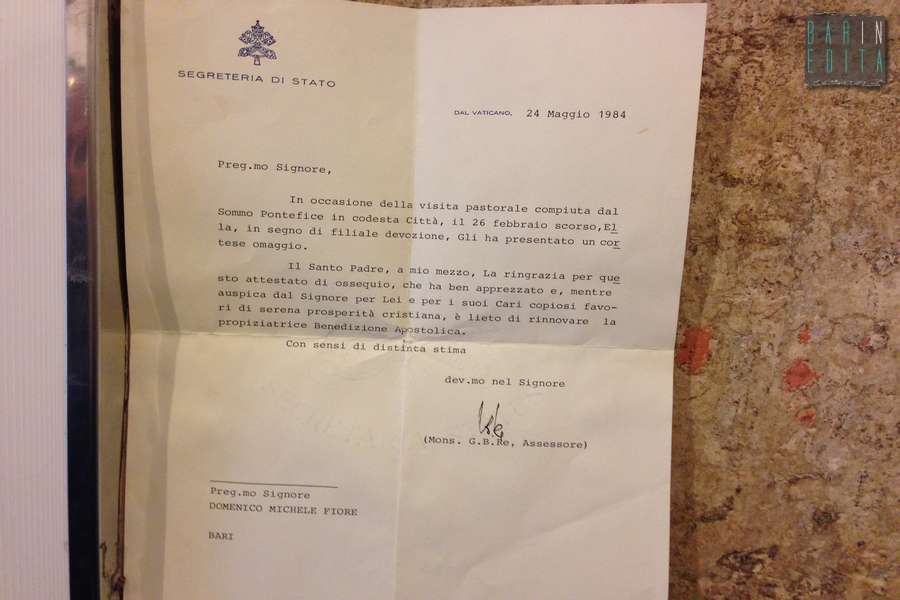 BARIN
EDITA
SEGRETERIA DI STATO
DAL VATICANO, 24 Maggio 1984
Preg.mo Signore,
In occasione della visita pastorale compiuta dal
Sommo Pontefice in codesta Città, il 26 febbraio scorso, El
la, in segno di filiale devozione, Gli ha presentato un cor
tese omaggio.
Il Santo Padre, a mio mezzo, La ringrazia per que
sto attestato di ossequio, che ha ben apprezzato e, mentre
auspica dal Signore per Lei e per i suoi Cari copiosi favo-
ri di serena prosperità cristiana, è lieto di rinnovare la
propiziatrice Benedizione Apostolica.
Con sensi di distinta stima
dev.mo nel Signore
(Mons. G.B.Re, Assessore)
Preg.mo Signore
DOMENICO MICHELE FIORE
BARI